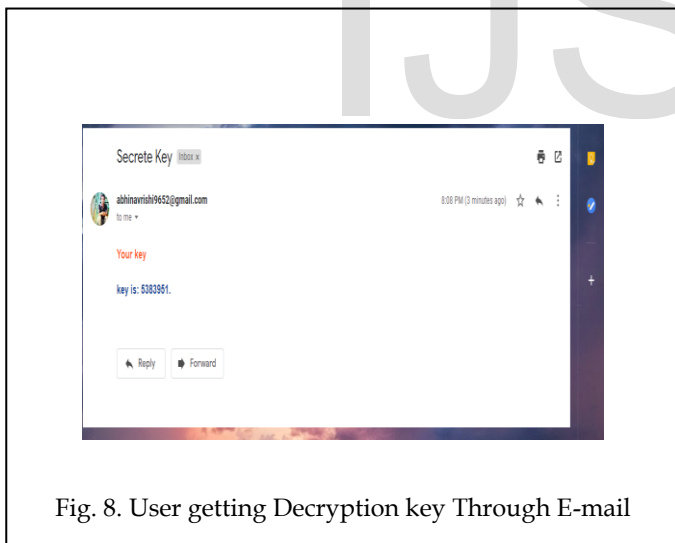 IJS
Secrete Key Inbox x
abhinavrishi9652@gmail.com 8:08 PM (3 minutes ago)
to me
Your key
key is: 5383951.
Reply Forward
Fig. 8. User getting Decryption key Through E-mail